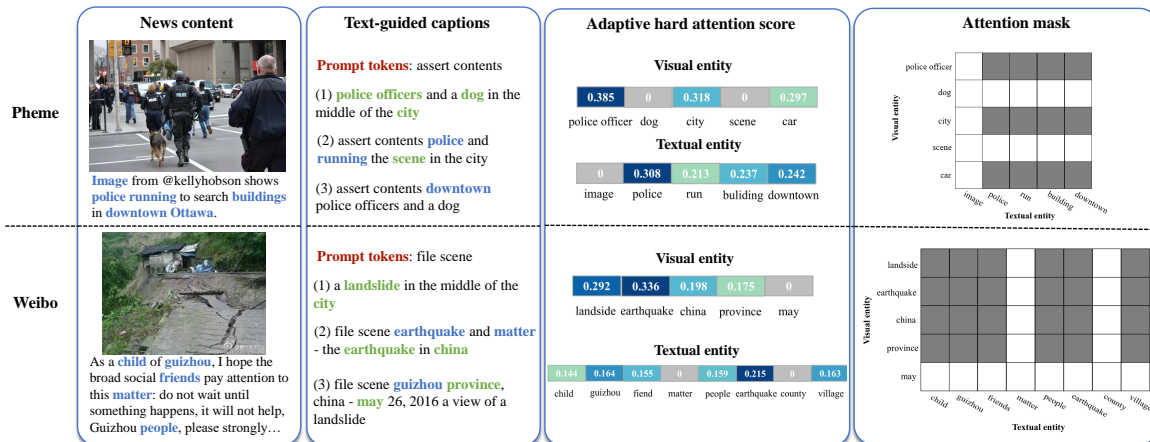 News content
Text-guided captions
Adaptive hard attention score
Attention mask
Pheme
Image from @kellyhobson shows
police running to search buildings
in downtown Ottawa.
Prompt tokens: assert contents
(1) police officers and a dog in the
middle of the city
(2) assert contents police and
running the scene in the city
(3) assert contents downtown
police officers and a dog
Visual entity
0.385 0 0.318 0 0.297
police officer dog city scene car
Textual entity
0 0.308 0.213 0.237 0.242
image police run buliding downtown
Visual entity
police officer
dog
city
scene
car
image police run building downtown
Textual entity
Weibo
As a child of guizhou, I hope the
broad social friends pay attention to
this matter: do not wait until
something happens, it will not help,
Guizhou people, please strongly…
Prompt tokens: file scene
(1) a landslide in the middle of the
city
(2) file scene earthquake and matter
- the earthquake in china
(3) file scene guizhou province,
china - may 26, 2016 a view of a
landslide
Visual entity
0.292 0.336 0.198 0.175 0
landside earthquake china province may
Textual entity
0.144 0.164 0.155 0 0.159 0.215 0 0.163
child guizhou fiend matter people earthquake county village
Visual entity
landside
earthquake
china
province
may
child guizhou friends matter people earthquake county village
Textual entity